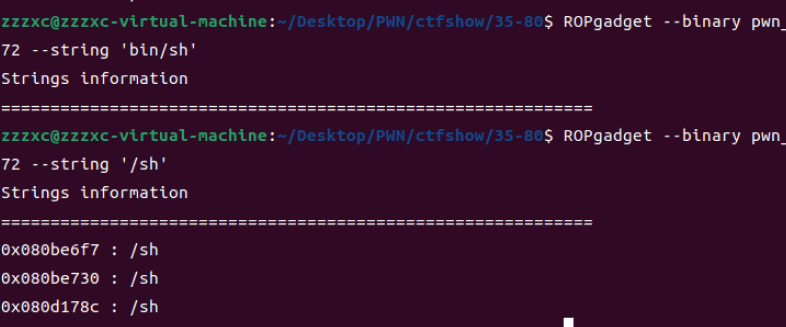 zzzxc@zzzxc-virtual-machine:~/Desktop/PWN/ctfshow/35-80$ ROPgadget --binary pwn_
72 --string 'bin/sh'
Strings information
============================================================
zzzxc@zzzxc-virtual-machine:~/Desktop/PWN/ctfshow/35-80$ ROPgadget --binary pwn_
72 --string '/sh'
Strings information
============================================================
0x080be6f7 : /sh
0x080be730 : /sh
0x080d178c : /sh